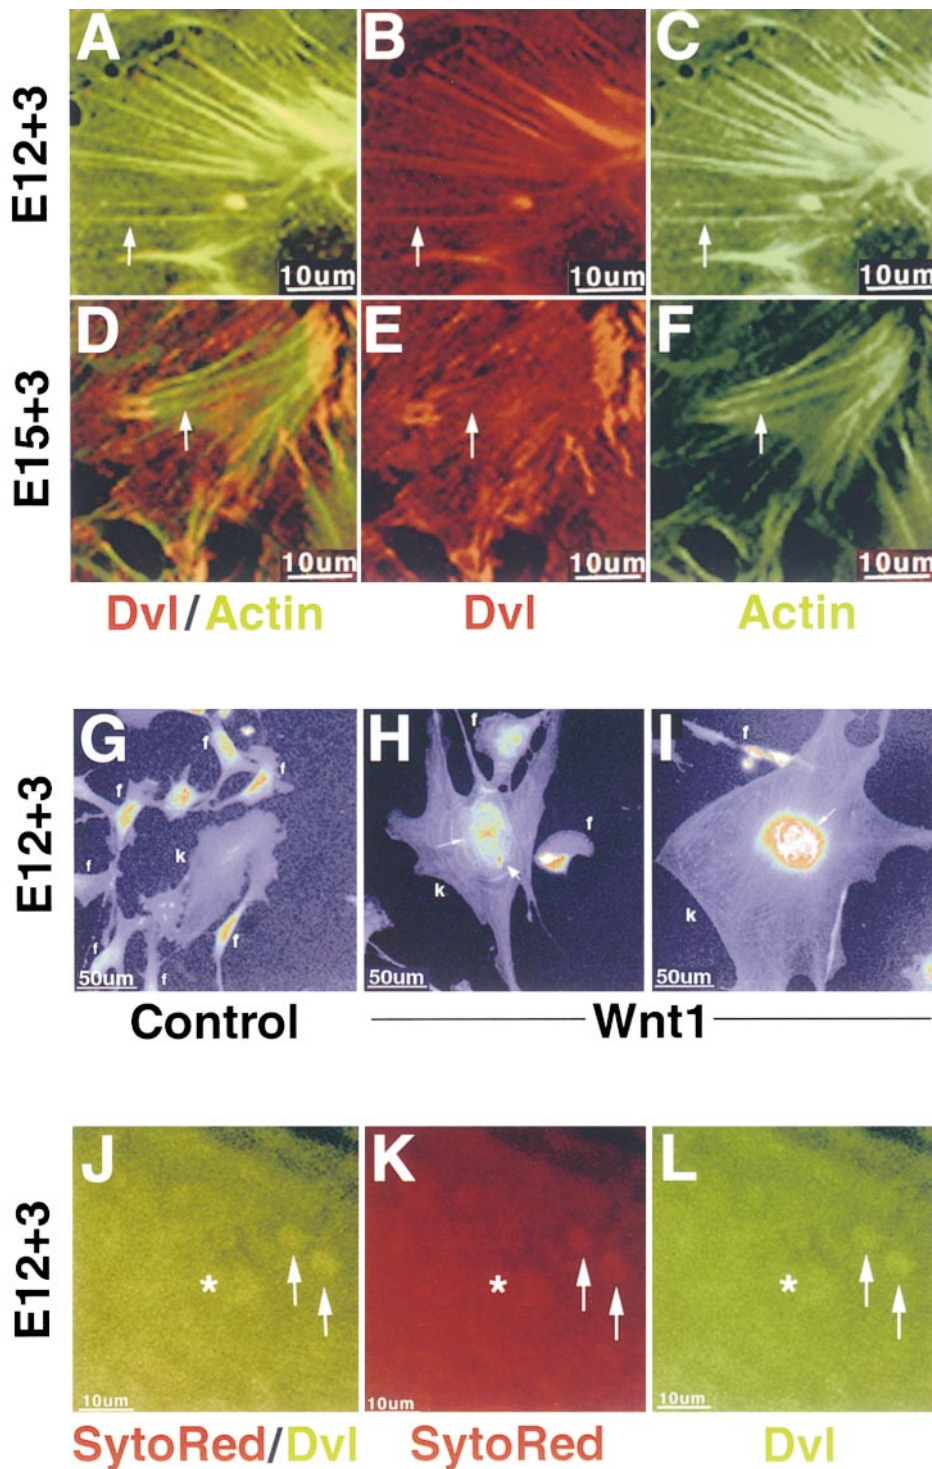 E12+3
A
B
C
10um
10um
10um
E15+3
D
E
F
10um
10um
10um
Dvl/Actin
Dvl
Actin
E12+3
G
H
I
f
f
f
f
k
f
f
f
50um
f
f
k
50um
f
k
50um
Control
Wnt1
E12+3
J
K
L
*
*
*
10um
10um
10um
SytoRed/Dvl
SytoRed
Dvl